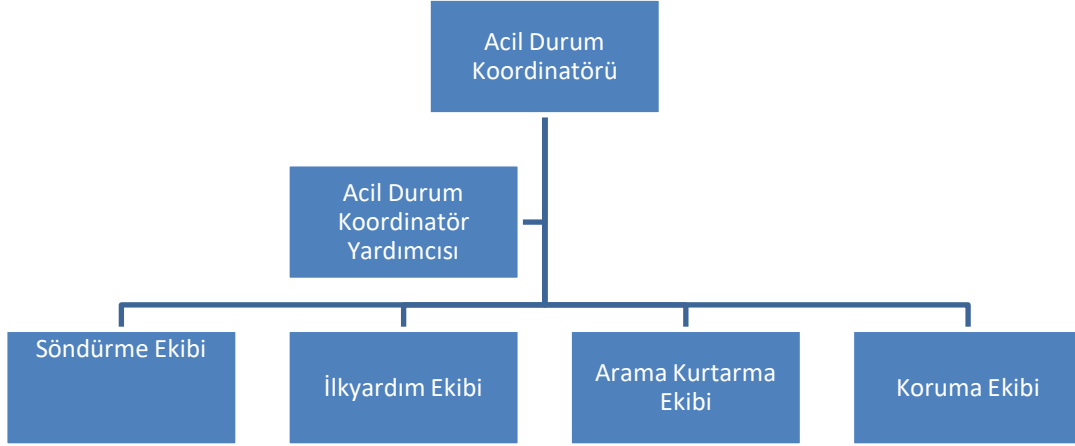 Acil Durum
Koordinatörü
Acil Durum
Koordinatör
Yardımcısı
Söndürme Ekibi
İlkyardım Ekibi
Arama Kurtarma
Ekibi
Koruma Ekibi